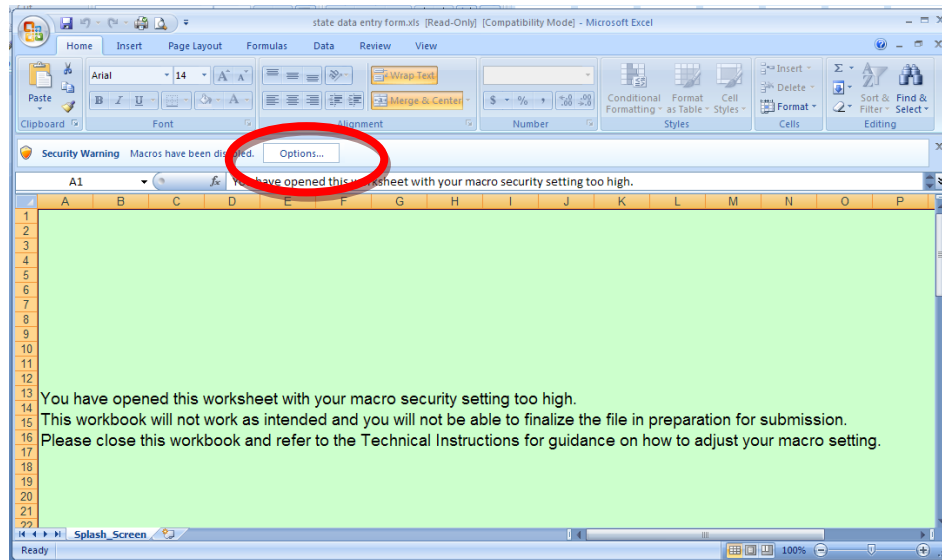 state data entry form.xls [Read-Only] [Compatibility Mode] - Microsoft Excel
Home Insert Page Layout Formulas Data Review View
Paste
Arial 14 A A
B I U A
Wrap Text
Merge & Center
$ % , .0 .00 .00 .0
Conditional Formatting Format as Table Cell Styles
Insert
Delete
Format
Σ
Sort & Filter Find & Select
Clipboard Font Alignment Number Styles Cells Editing
Security Warning Macros have been disabled. Options...
A1 fx You have opened this worksheet with your macro security setting too high.
A B C D E F G H I J K L M N O P
1
2
3
4
5
6
7
8
9
10
11
12
13
14
15
16
17
18
19
20
21
22
You have opened this worksheet with your macro security setting too high.
This workbook will not work as intended and you will not be able to finalize the file in preparation for submission.
Please close this workbook and refer to the Technical Instructions for guidance on how to adjust your macro setting.
Splash_Screen
Ready 100%